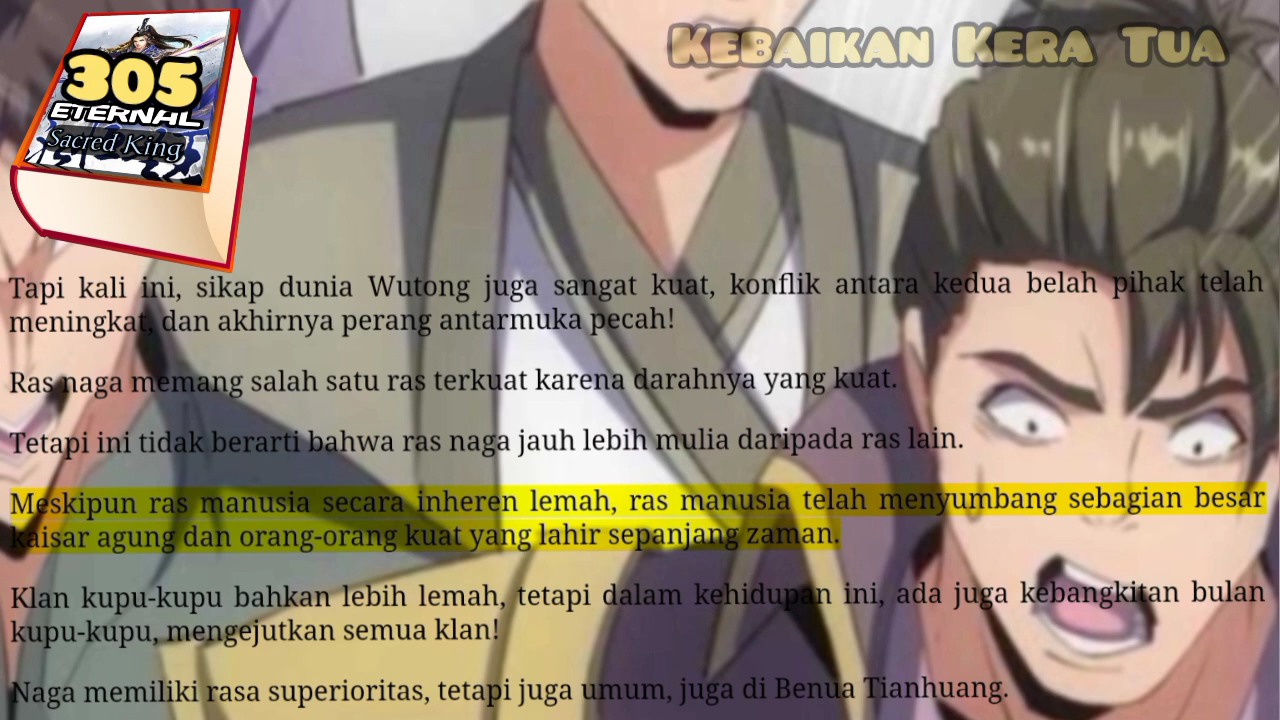 Kebaikan Kera Tua
305
ETERNAL
Sacred King
Tapi kali ini, sikap dunia Wutong juga sangat kuat, konflik antara kedua belah pihak telah
meningkat, dan akhirnya perang antarmuka pecah!
Ras naga memang salah satu ras terkuat karena darahnya yang kuat.
Tetapi ini tidak berarti bahwa ras naga jauh lebih mulia daripada ras lain.
Meskipun ras manusia secara inheren lemah, ras manusia telah menyumbang sebagian besar
kaisar agung dan orang-orang kuat yang lahir sepanjang zaman.
Klan kupu-kupu bahkan lebih lemah, tetapi dalam kehidupan ini, ada juga kebangkitan bulan
kupu-kupu, mengejutkan semua klan!
Naga memiliki rasa superioritas, tetapi juga umum, juga di Benua Tianhuang.